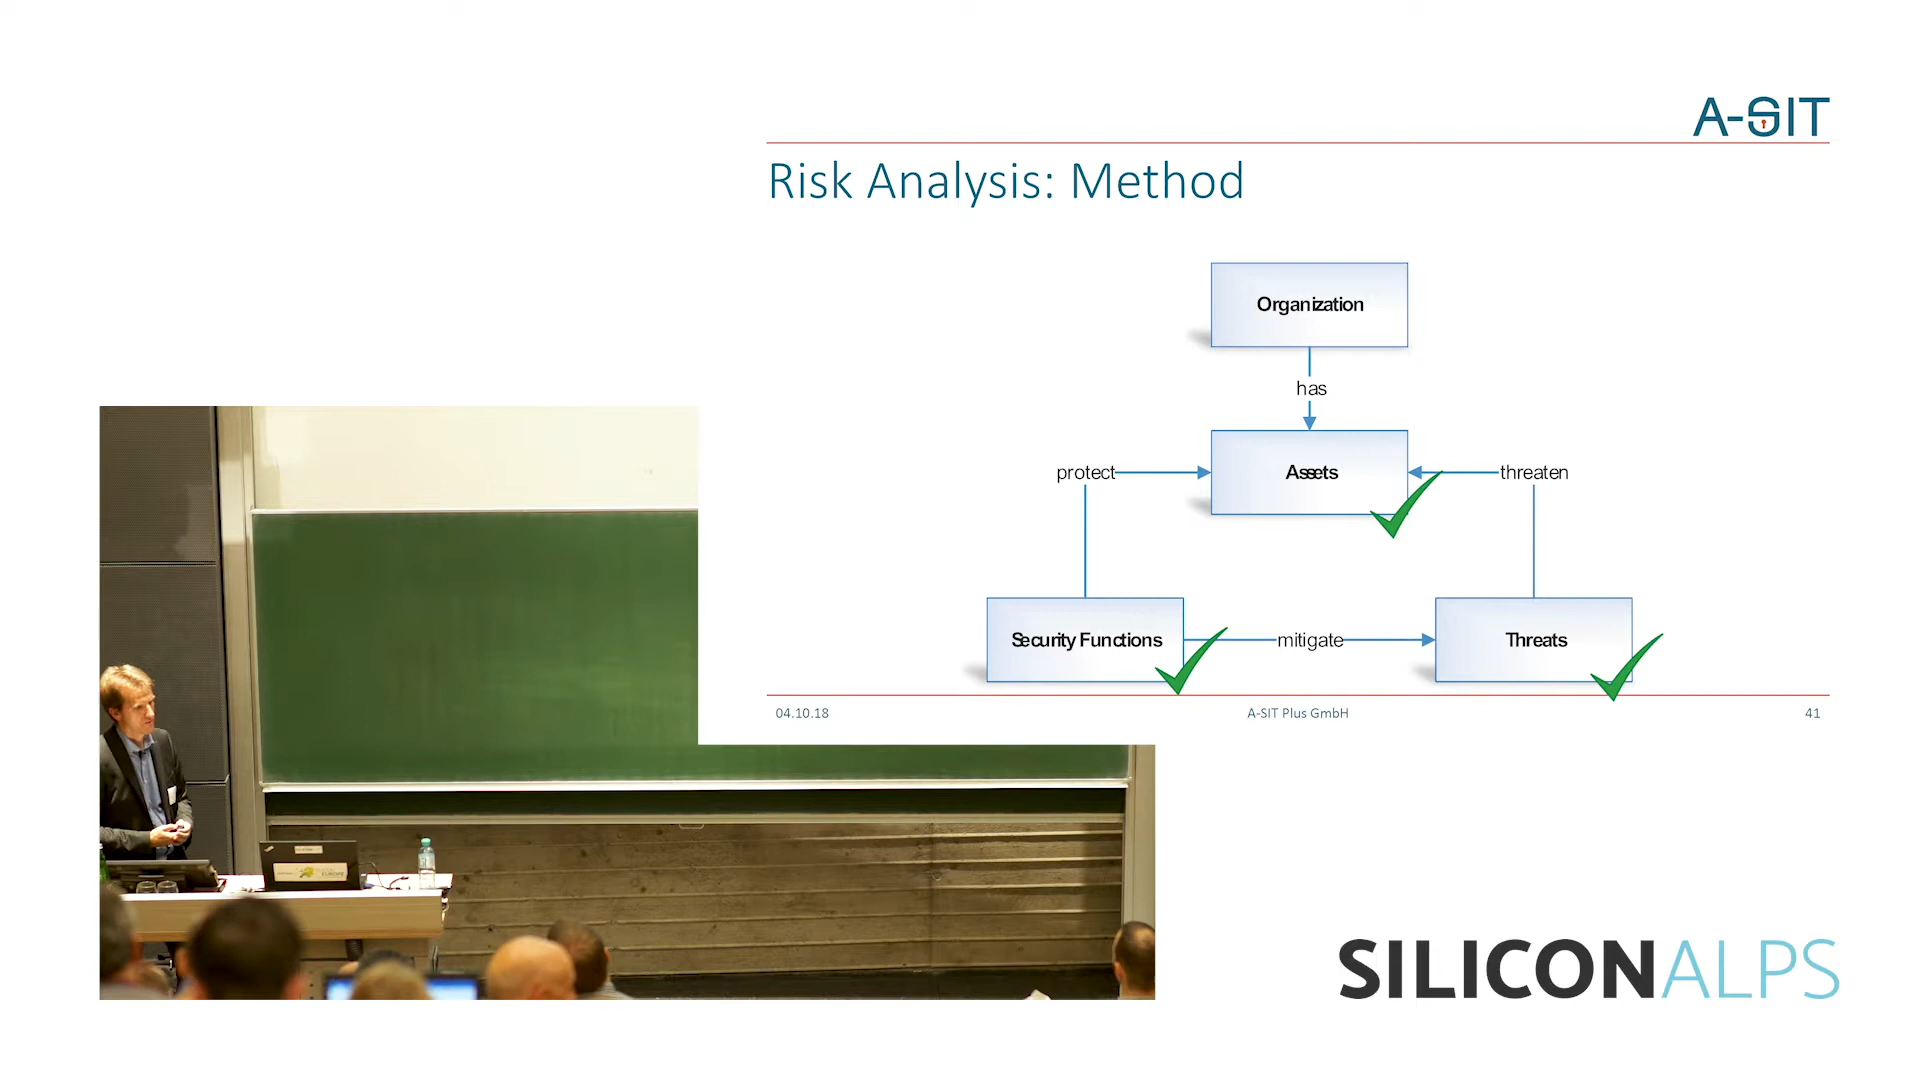 A-SIT
Risk Analysis: Method
Organization
has
Assets
protect
threaten
Security Functions
mitigate
Threats
04.10.18
A-SIT Plus GmbH
41
SILICONALPS